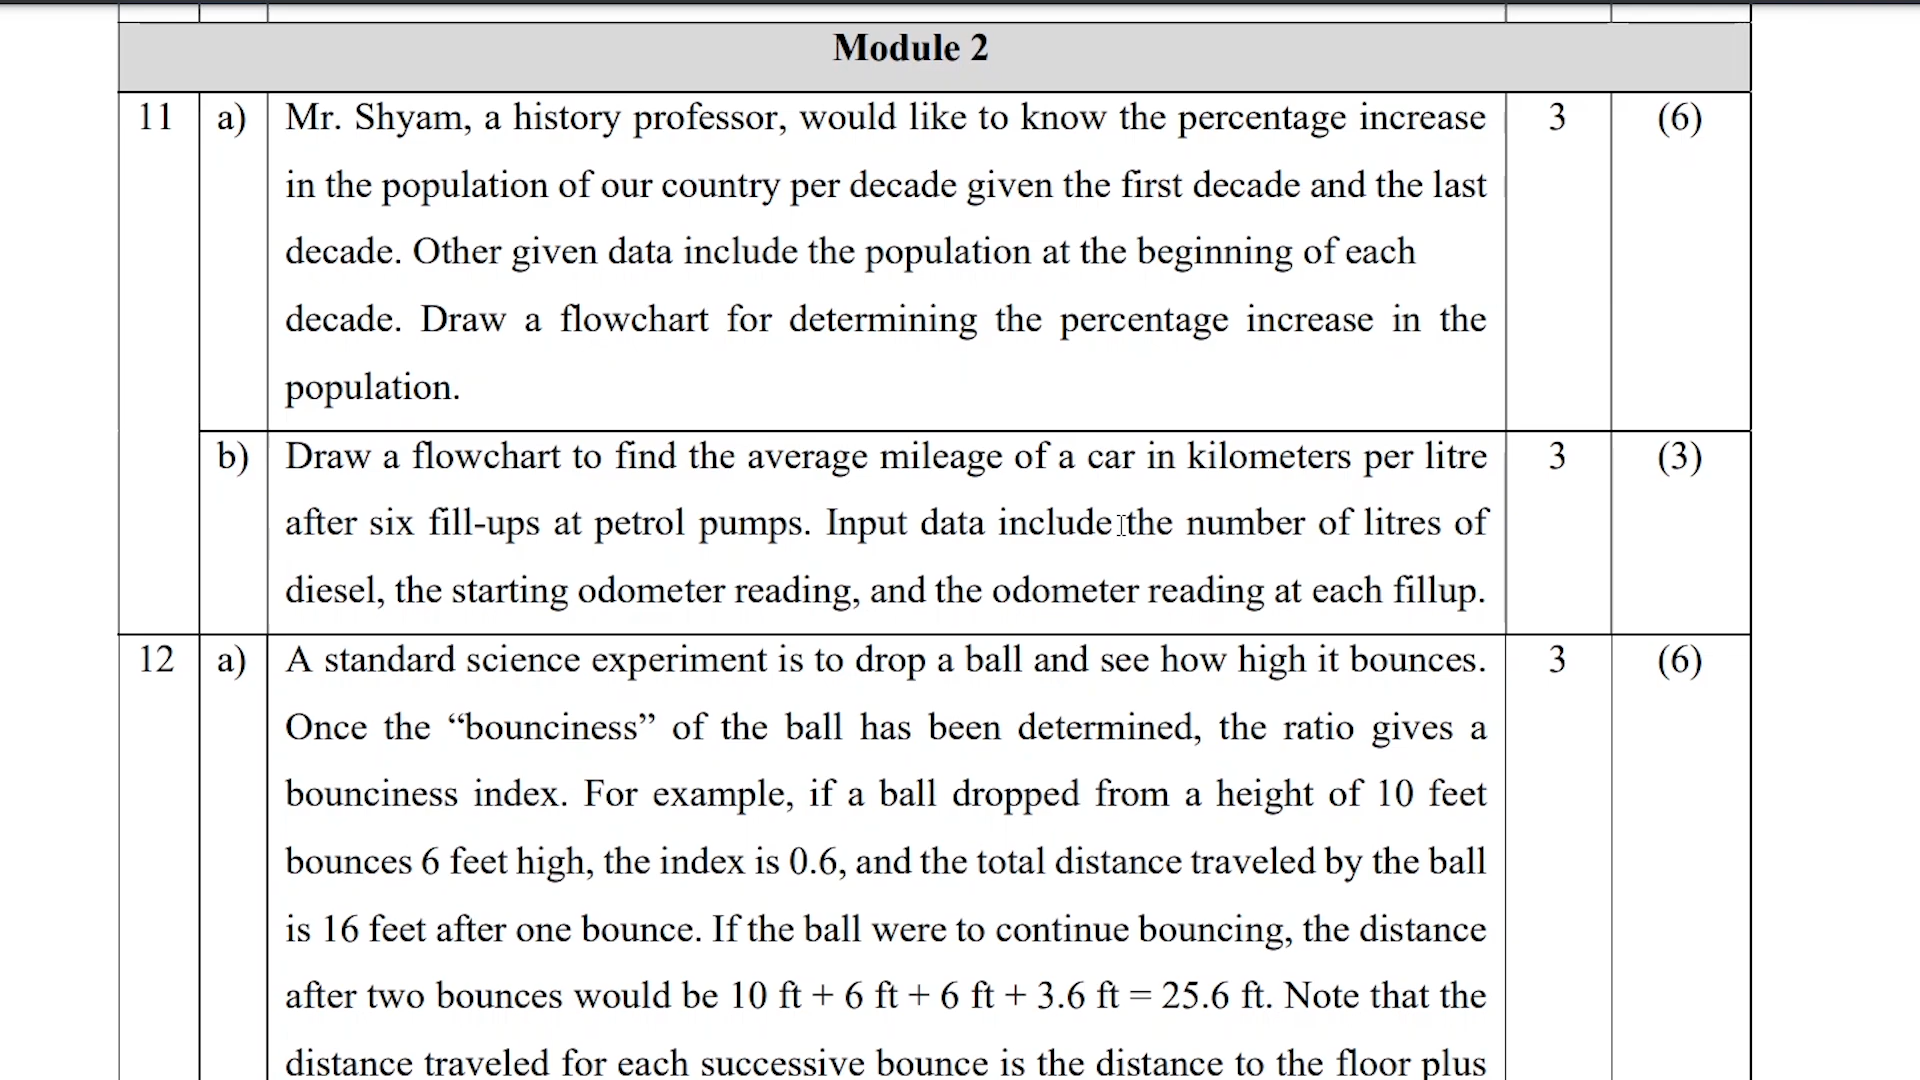 Module 2
11 a) Mr. Shyam, a history professor, would like to know the percentage increase 3 (6)
in the population of our country per decade given the first decade and the last
decade. Other given data include the population at the beginning of each
decade. Draw a flowchart for determining the percentage increase in the
population.
b) Draw a flowchart to find the average mileage of a car in kilometers per litre 3 (3)
after six fill-ups at petrol pumps. Input data include the number of litres of
diesel, the starting odometer reading, and the odometer reading at each fillup.
12 a) A standard science experiment is to drop a ball and see how high it bounces. 3 (6)
Once the “bounciness” of the ball has been determined, the ratio gives a
bounciness index. For example, if a ball dropped from a height of 10 feet
bounces 6 feet high, the index is 0.6, and the total distance traveled by the ball
is 16 feet after one bounce. If the ball were to continue bouncing, the distance
after two bounces would be 10 ft + 6 ft + 6 ft + 3.6 ft = 25.6 ft. Note that the
distance traveled for each successive bounce is the distance to the floor plus